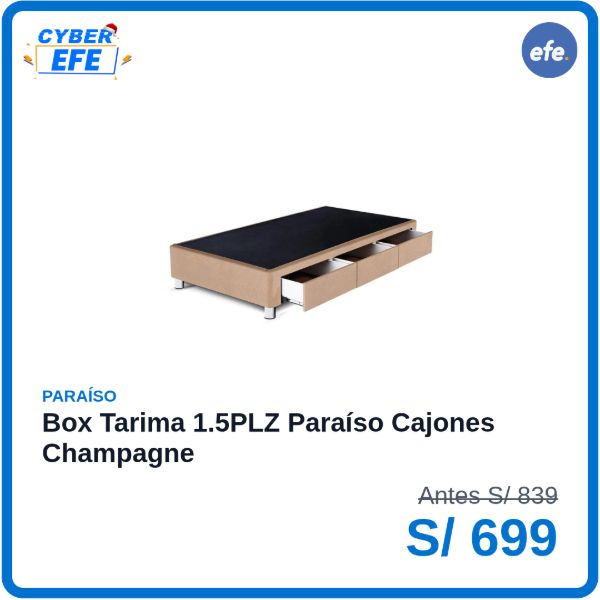 CYBER
EFE
efe.
PARAÍSO
Box Tarima 1.5PLZ Paraíso Cajones
Champagne
Antes S/ 839
S/ 699